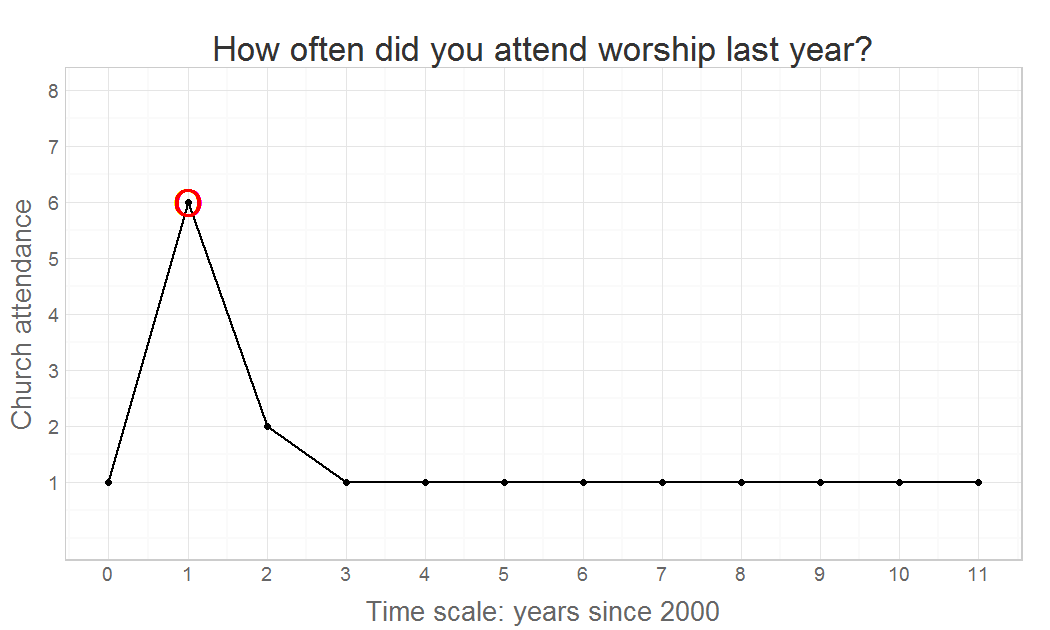 How often did you attend worship last year?
Church attendance
8
7
6
5
4
3
2
1
0 1 2 3 4 5 6 7 8 9 10 11
Time scale: years since 2000